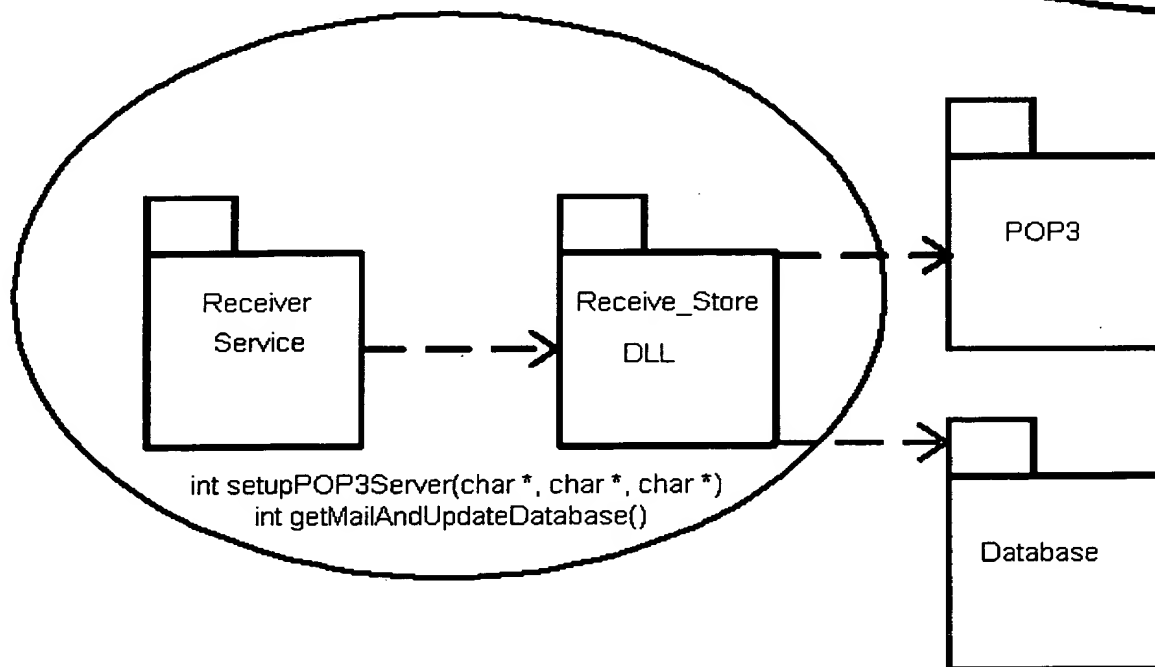 Receiver
Service
Receive_Store
DLL
POP3
int setupPOP3Server(char *, char *, char *)
int getMailAndUpdateDatabase()
Database